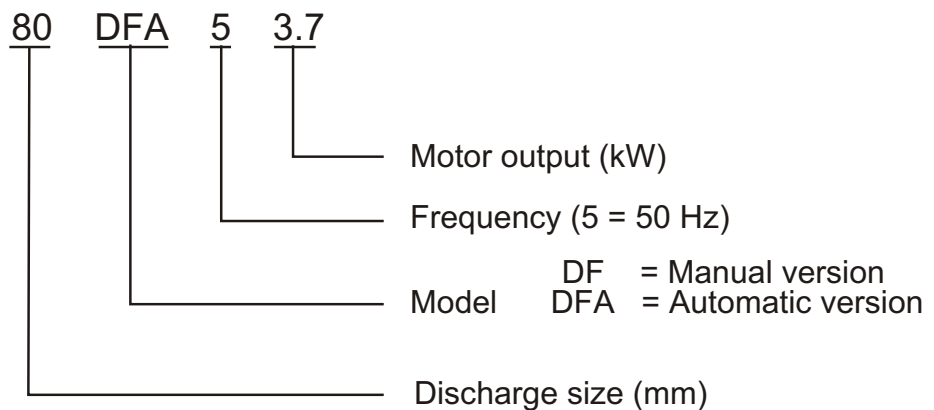 80 DFA 5 3.7
Motor output (kW)
Frequency (5 = 50 Hz)
DF = Manual version
Model DFA = Automatic version
Discharge size (mm)